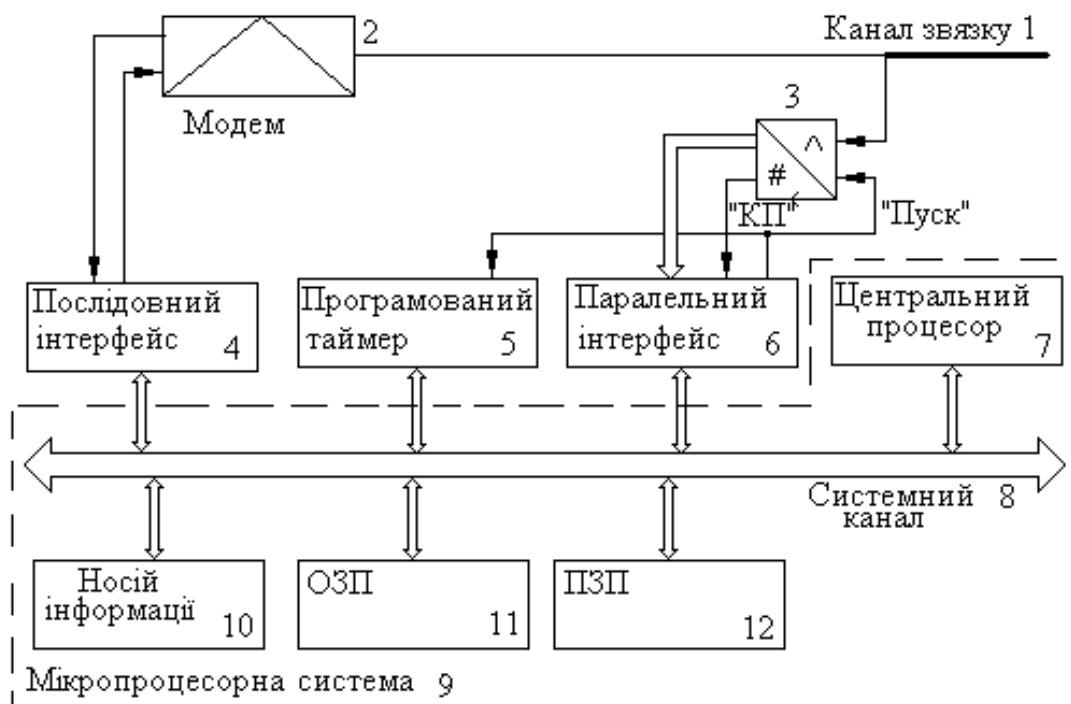 2
Канал звязку 1
Модем
3
^
#
"КП"
"Пуск"
Послідовний
інтерфейс 4
Програмований
таймер 5
Паралельний
інтерфейс 6
Центральний
процесор 7
Системний 8
канал
Носій
інформації 10
ОЗП
11
ПЗП
12
Мікропроцесорна система 9